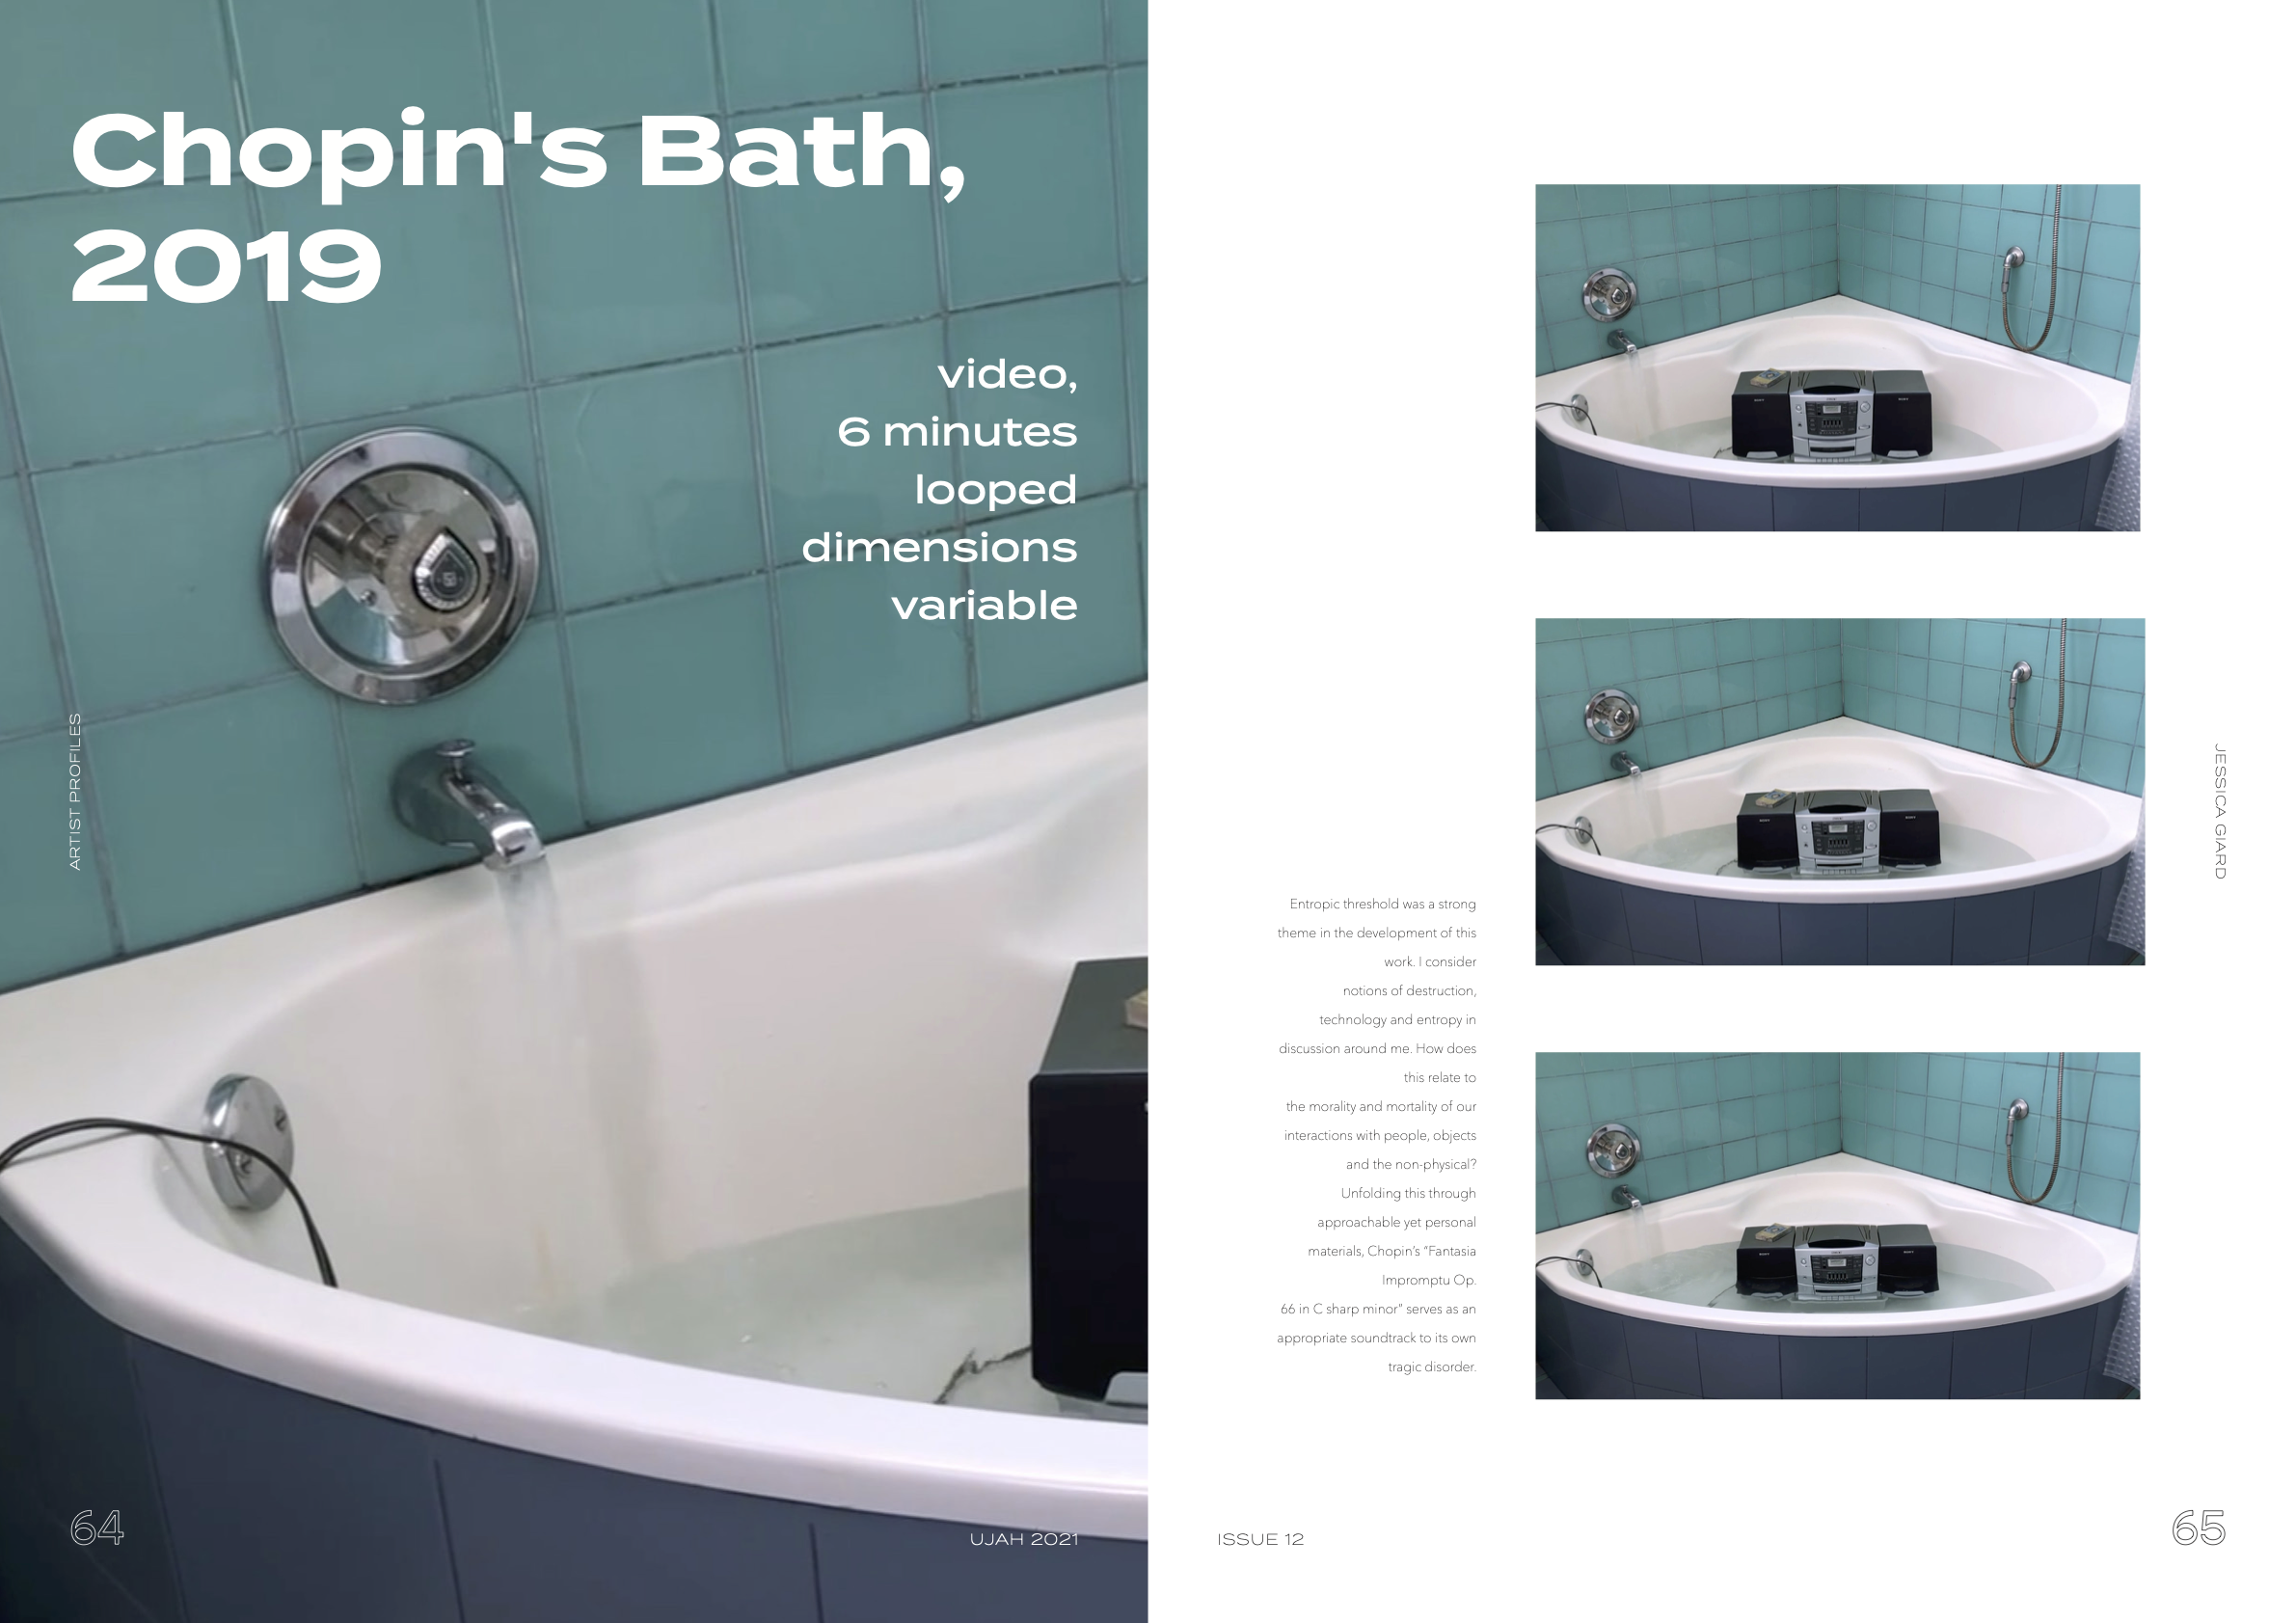 Chopin's Bath,
2019
video,
6 minutes
looped
dimensions
variable
ARTIST PROFILES
64
UJAH 2021
Entropic threshold was a strong
theme in the development of this
work. I consider
notions of destruction,
technology and entropy in
discussion around me. How does
this relate to
the morality and mortality of our
interactions with people, objects
and the non-physical?
Unfolding this through
approachable yet personal
materials, Chopin's "Fantasia
Impromptu Op.
66 in C sharp minor" serves as an
appropriate soundtrack to its own
tragic disorder.
JESSICA GIARD
ISSUE 12
65